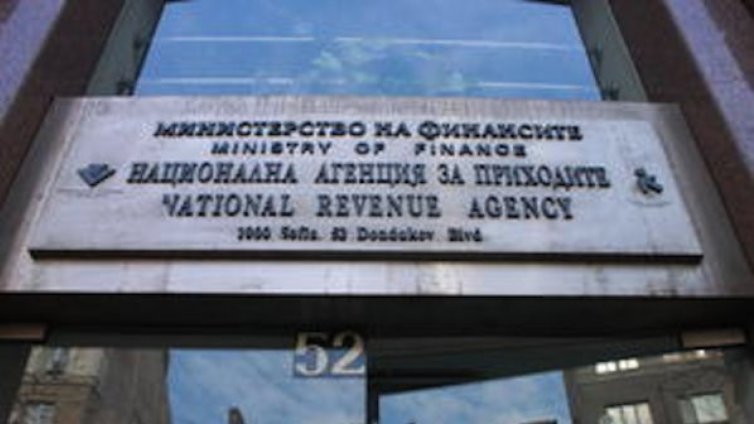 МИНИСТЕРСТВО НА ФИНАНСИТЕ
MINISTRY OF FINANCE
НАЦИОНАЛНА АГЕНЦИЯ ЗА ПРИХОДИТЕ
NATIONAL REVENUE AGENCY
1000 Sofia, 52 Dondukov Blvd
52